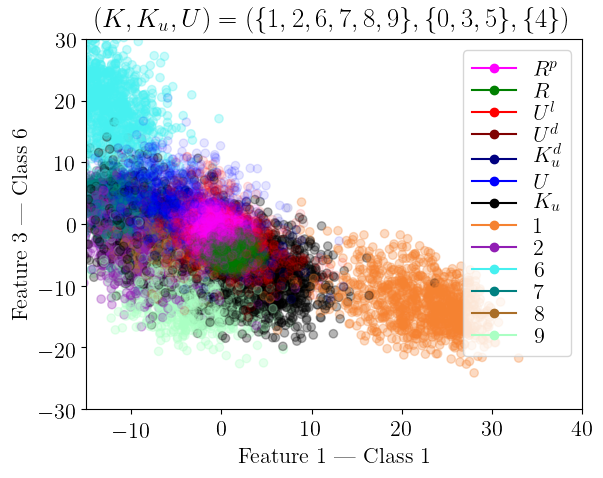 (K, K_u, U) = ({1, 2, 6, 7, 8, 9}, {0, 3, 5}, {4})
30
20
10
0
−10
−20
−30
Feature 3 — Class 6
R^p
R
U^l
U^d
K_u^d
U
K_u
1
2
6
7
8
9
−10
0
10
20
30
40
Feature 1 — Class 1